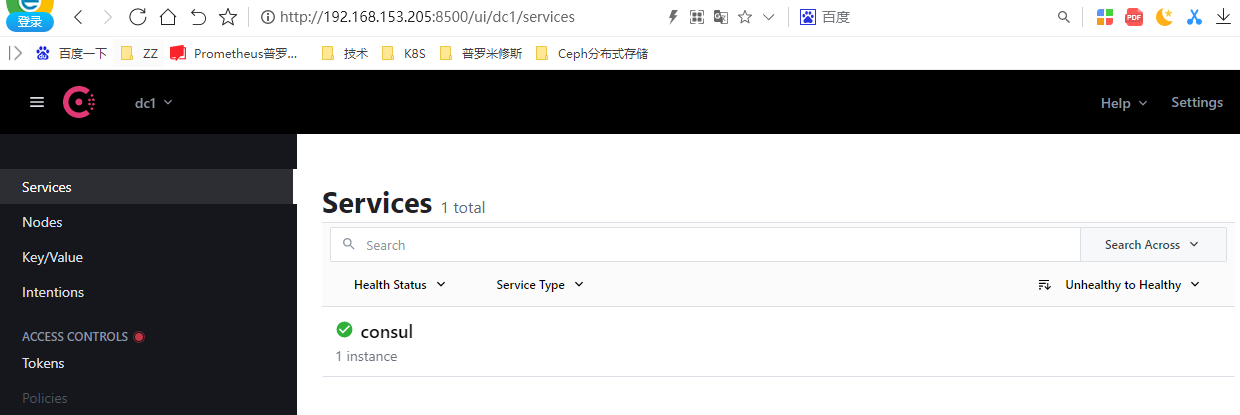 登录
http://192.168.153.205:8500/ui/dc1/services
百度
PDF
百度一下 ZZ Prometheus普罗... 技术 K8S 普罗米修斯 Ceph分布式存储
dc1 Help Settings
Services
Nodes
Key/Value
Intentions
ACCESS CONTROLS
Tokens
Policies
Services 1 total
Search Search Across
Health Status Service Type Unhealthy to Healthy
consul
1 instance